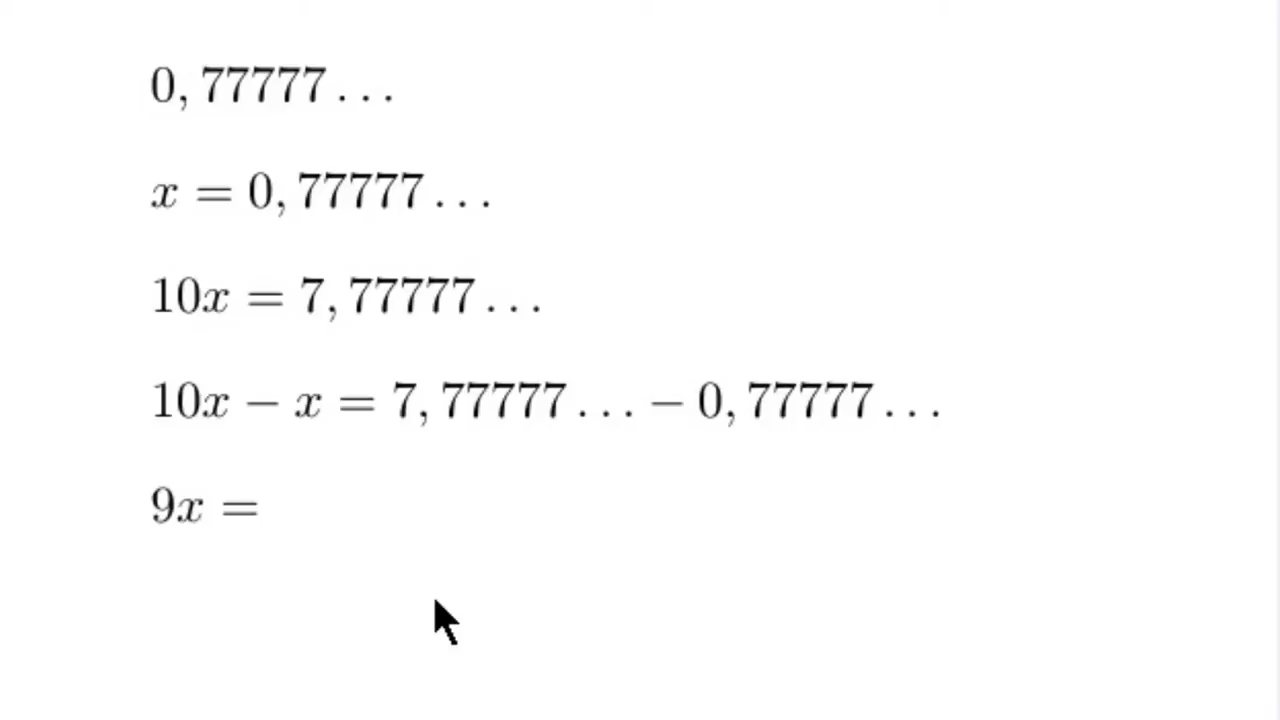 0,77777...
x = 0,77777...
10x = 7,77777...
10x − x = 7,77777... − 0,77777...
9x =